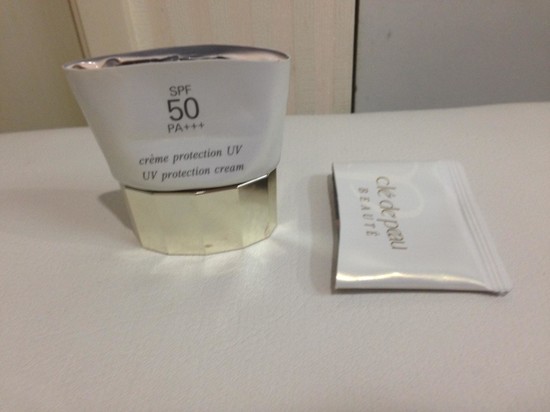 SPF
50
PA+++
crème protection UV
UV protection cream
clé de peau
BEAUTÉ